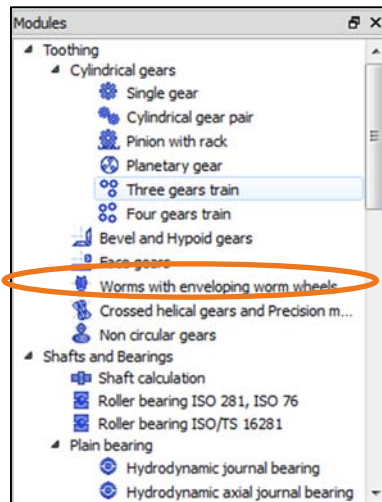 Modules
Toothing
Cylindrical gears
Single gear
Cylindrical gear pair
Pinion with rack
Planetary gear
Three gears train
Four gears train
Bevel and Hypoid gears
Face gears
Worms with enveloping worm wheels
Crossed helical gears and Precision m...
Non circular gears
Shafts and Bearings
Shaft calculation
Roller bearing ISO 281, ISO 76
Roller bearing ISO/TS 16281
Plain bearing
Hydrodynamic journal bearing
Hydrodynamic axial journal bearing